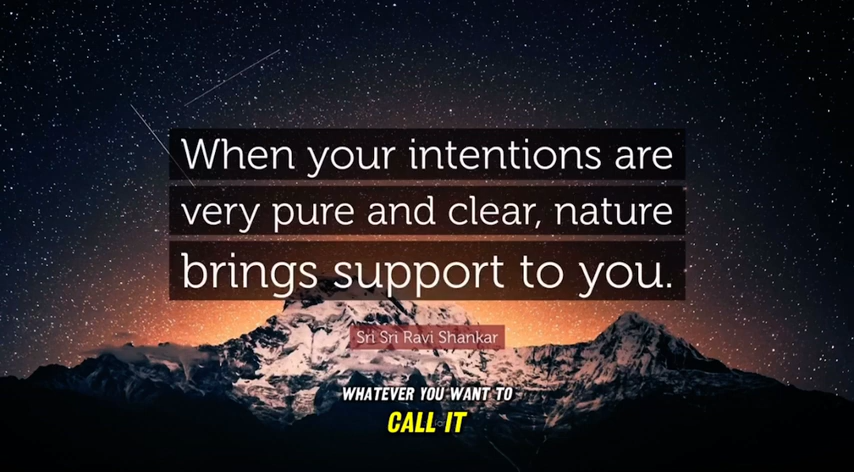 When your intentions are
very pure and clear, nature
brings support to you.
Sri Sri Ravi Shankar
WHATEVER YOU WANT TO
CALL IT